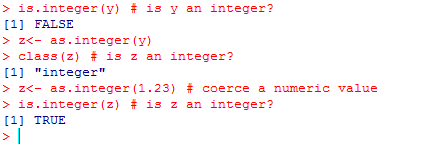 > is.integer(y) # is y an integer?
[1] FALSE
> z<- as.integer(y)
> class(z) # is z an integer?
[1] "integer"
> z<- as.integer(1.23) # coerce a numeric value
> is.integer(z) # is z an integer?
[1] TRUE
>